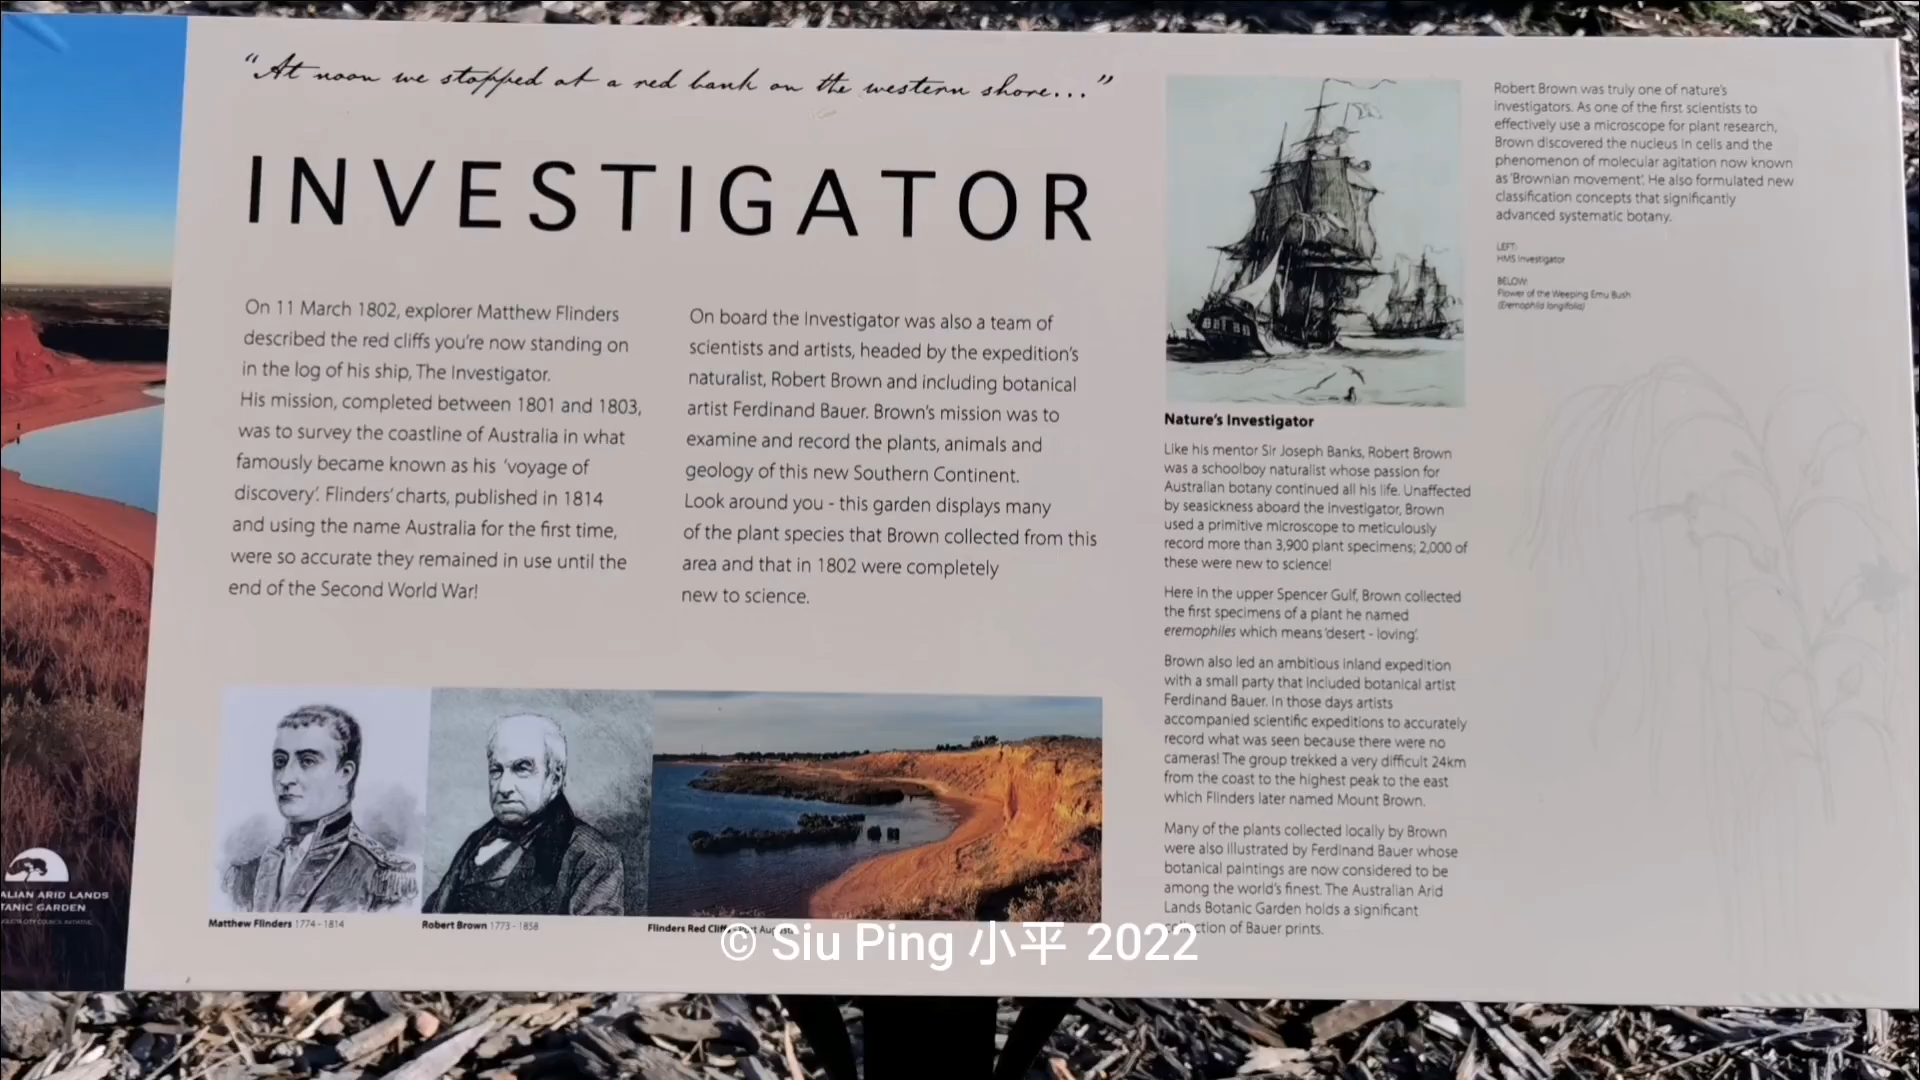 "At noon we stopped at a red bank on the western shore..."
INVESTIGATOR
On 11 March 1802, explorer Matthew Flinders
described the red cliffs you're now standing on
in the log of his ship, The Investigator.
His mission, completed between 1801 and 1803,
was to survey the coastline of Australia in what
famously became known as his 'voyage of
discovery'. Flinders' charts, published in 1814
and using the name Australia for the first time,
were so accurate they remained in use until the
end of the Second World War!
On board the Investigator was also a team of
scientists and artists, headed by the expedition's
naturalist, Robert Brown and including botanical
artist Ferdinand Bauer. Brown's mission was to
examine and record the plants, animals and
geology of this new Southern Continent.
Look around you - this garden displays many
of the plant species that Brown collected from this
area and that in 1802 were completely
new to science.
Matthew Flinders 1774 - 1814
Robert Brown 1773 - 1858
Flinders Red Cliffs - Port Augusta
Nature's Investigator
Like his mentor Sir Joseph Banks, Robert Brown
was a schoolboy naturalist whose passion for
Australian botany continued all his life. Unaffected
by seasickness aboard the Investigator, Brown
used a primitive microscope to meticulously
record more than 3,900 plant specimens; 2,000 of
these were new to science!
Here in the upper Spencer Gulf, Brown collected
the first specimens of a plant he named
eremophiles which means 'desert - loving'.
Brown also led an ambitious inland expedition
with a small party that included botanical artist
Ferdinand Bauer. In those days artists
accompanied scientific expeditions to accurately
record what was seen because there were no
cameras! The group trekked a very difficult 24km
from the coast to the highest peak to the east
which Flinders later named Mount Brown.
Many of the plants collected locally by Brown
were also illustrated by Ferdinand Bauer whose
botanical paintings are now considered to be
among the world's finest. The Australian Arid
Lands Botanic Garden holds a significant
collection of Bauer prints.
Robert Brown was truly one of nature's
investigators. As one of the first scientists to
effectively use a microscope for plant research,
Brown discovered the nucleus in cells and the
phenomenon of molecular agitation now known
as 'Brownian movement'. He also formulated new
classification concepts that significantly
advanced systematic botany.
LEFT:
HMS Investigator
BELOW:
Flower of the Weeping Emu Bush
(Eremophila longifolia)
ALIAN ARID LANDS
TANIC GARDEN
© Siu Ping 小平 2022